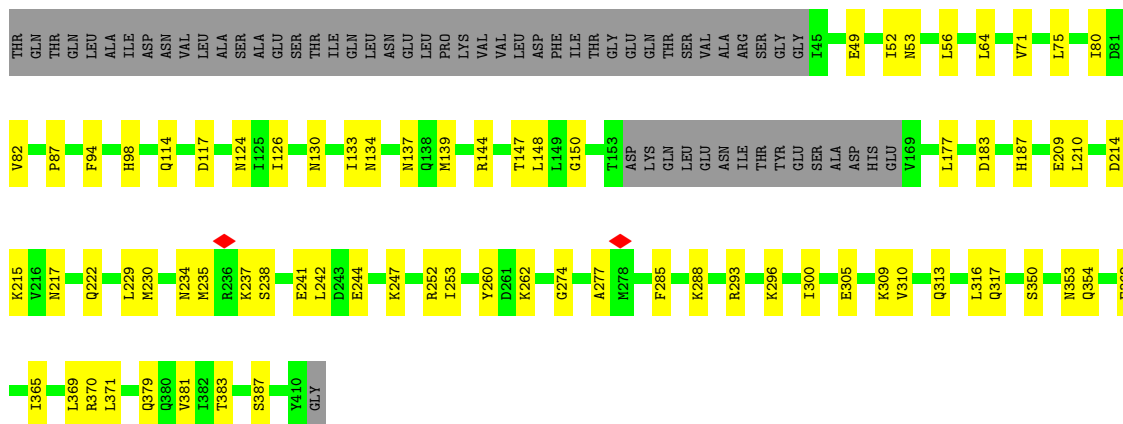 THR GLN THR GLN LEU ALA ILE ASP ASN VAL LEU ALA SER ALA GLU SER THR ILE GLN LEU ASN GLU LEU PRO LYS VAL VAL LEU ASP PHE ILE THR GLY GLU GLN THR SER VAL ALA ARG SER GLY GLY I45 E49 I52 N53 L56 L64 V71 L75 I80 D81
V82 P87 F94 H98 Q114 D117 N124 I125 I126 N130 I133 N134 N137 Q138 M139 R144 T147 L148 L149 G150 T153 ASP LYS GLN LEU GLU ASN ILE THR TYR GLU SER ALA ASP HIS GLU V169 L177 D183 H187 E209 L210 D214
K215 V216 N217 Q222 L229 M230 N234 M235 R236 K237 S238 E241 L242 D243 E244 K247 R252 I253 Y260 D261 K262 G274 A277 M278 F285 K288 R293 K296 I300 E305 K309 V310 Q313 L316 Q317 S350 N353 Q354
I365 L369 R370 L371 Q379 Q380 V381 I382 T383 S387 Y410 GLY